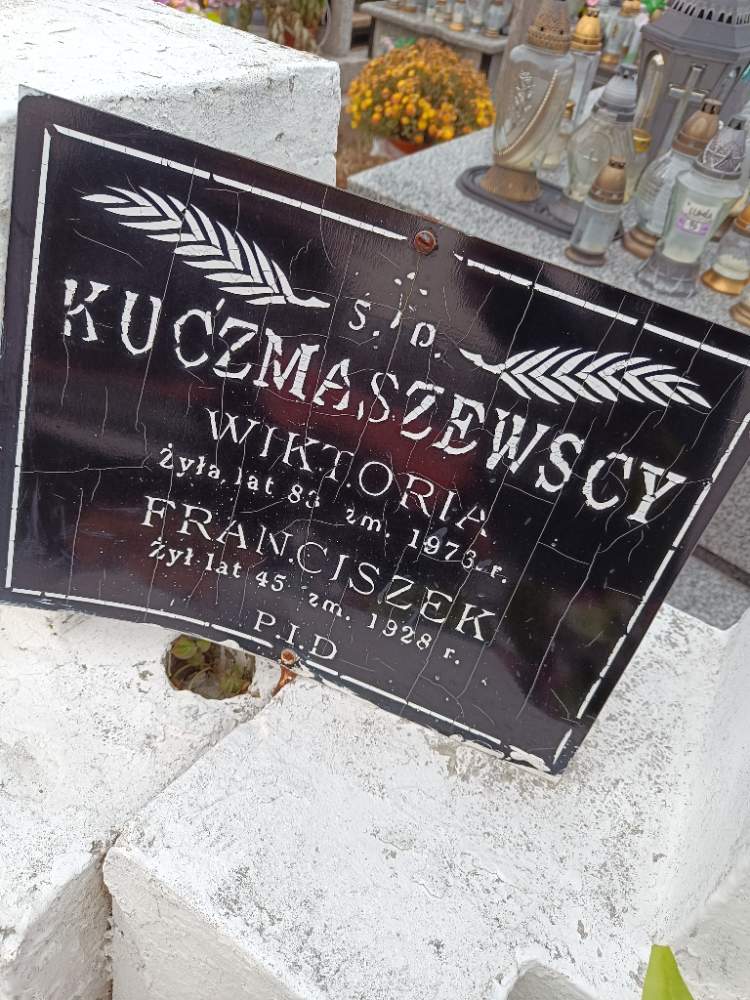 Ś. P.
KUCZMASZEWSCY
WIKTORIA
Żyła lat 83 zm. 1973 r.
FRANCISZEK
Żył lat 45 zm. 1928 r.
P.I.D